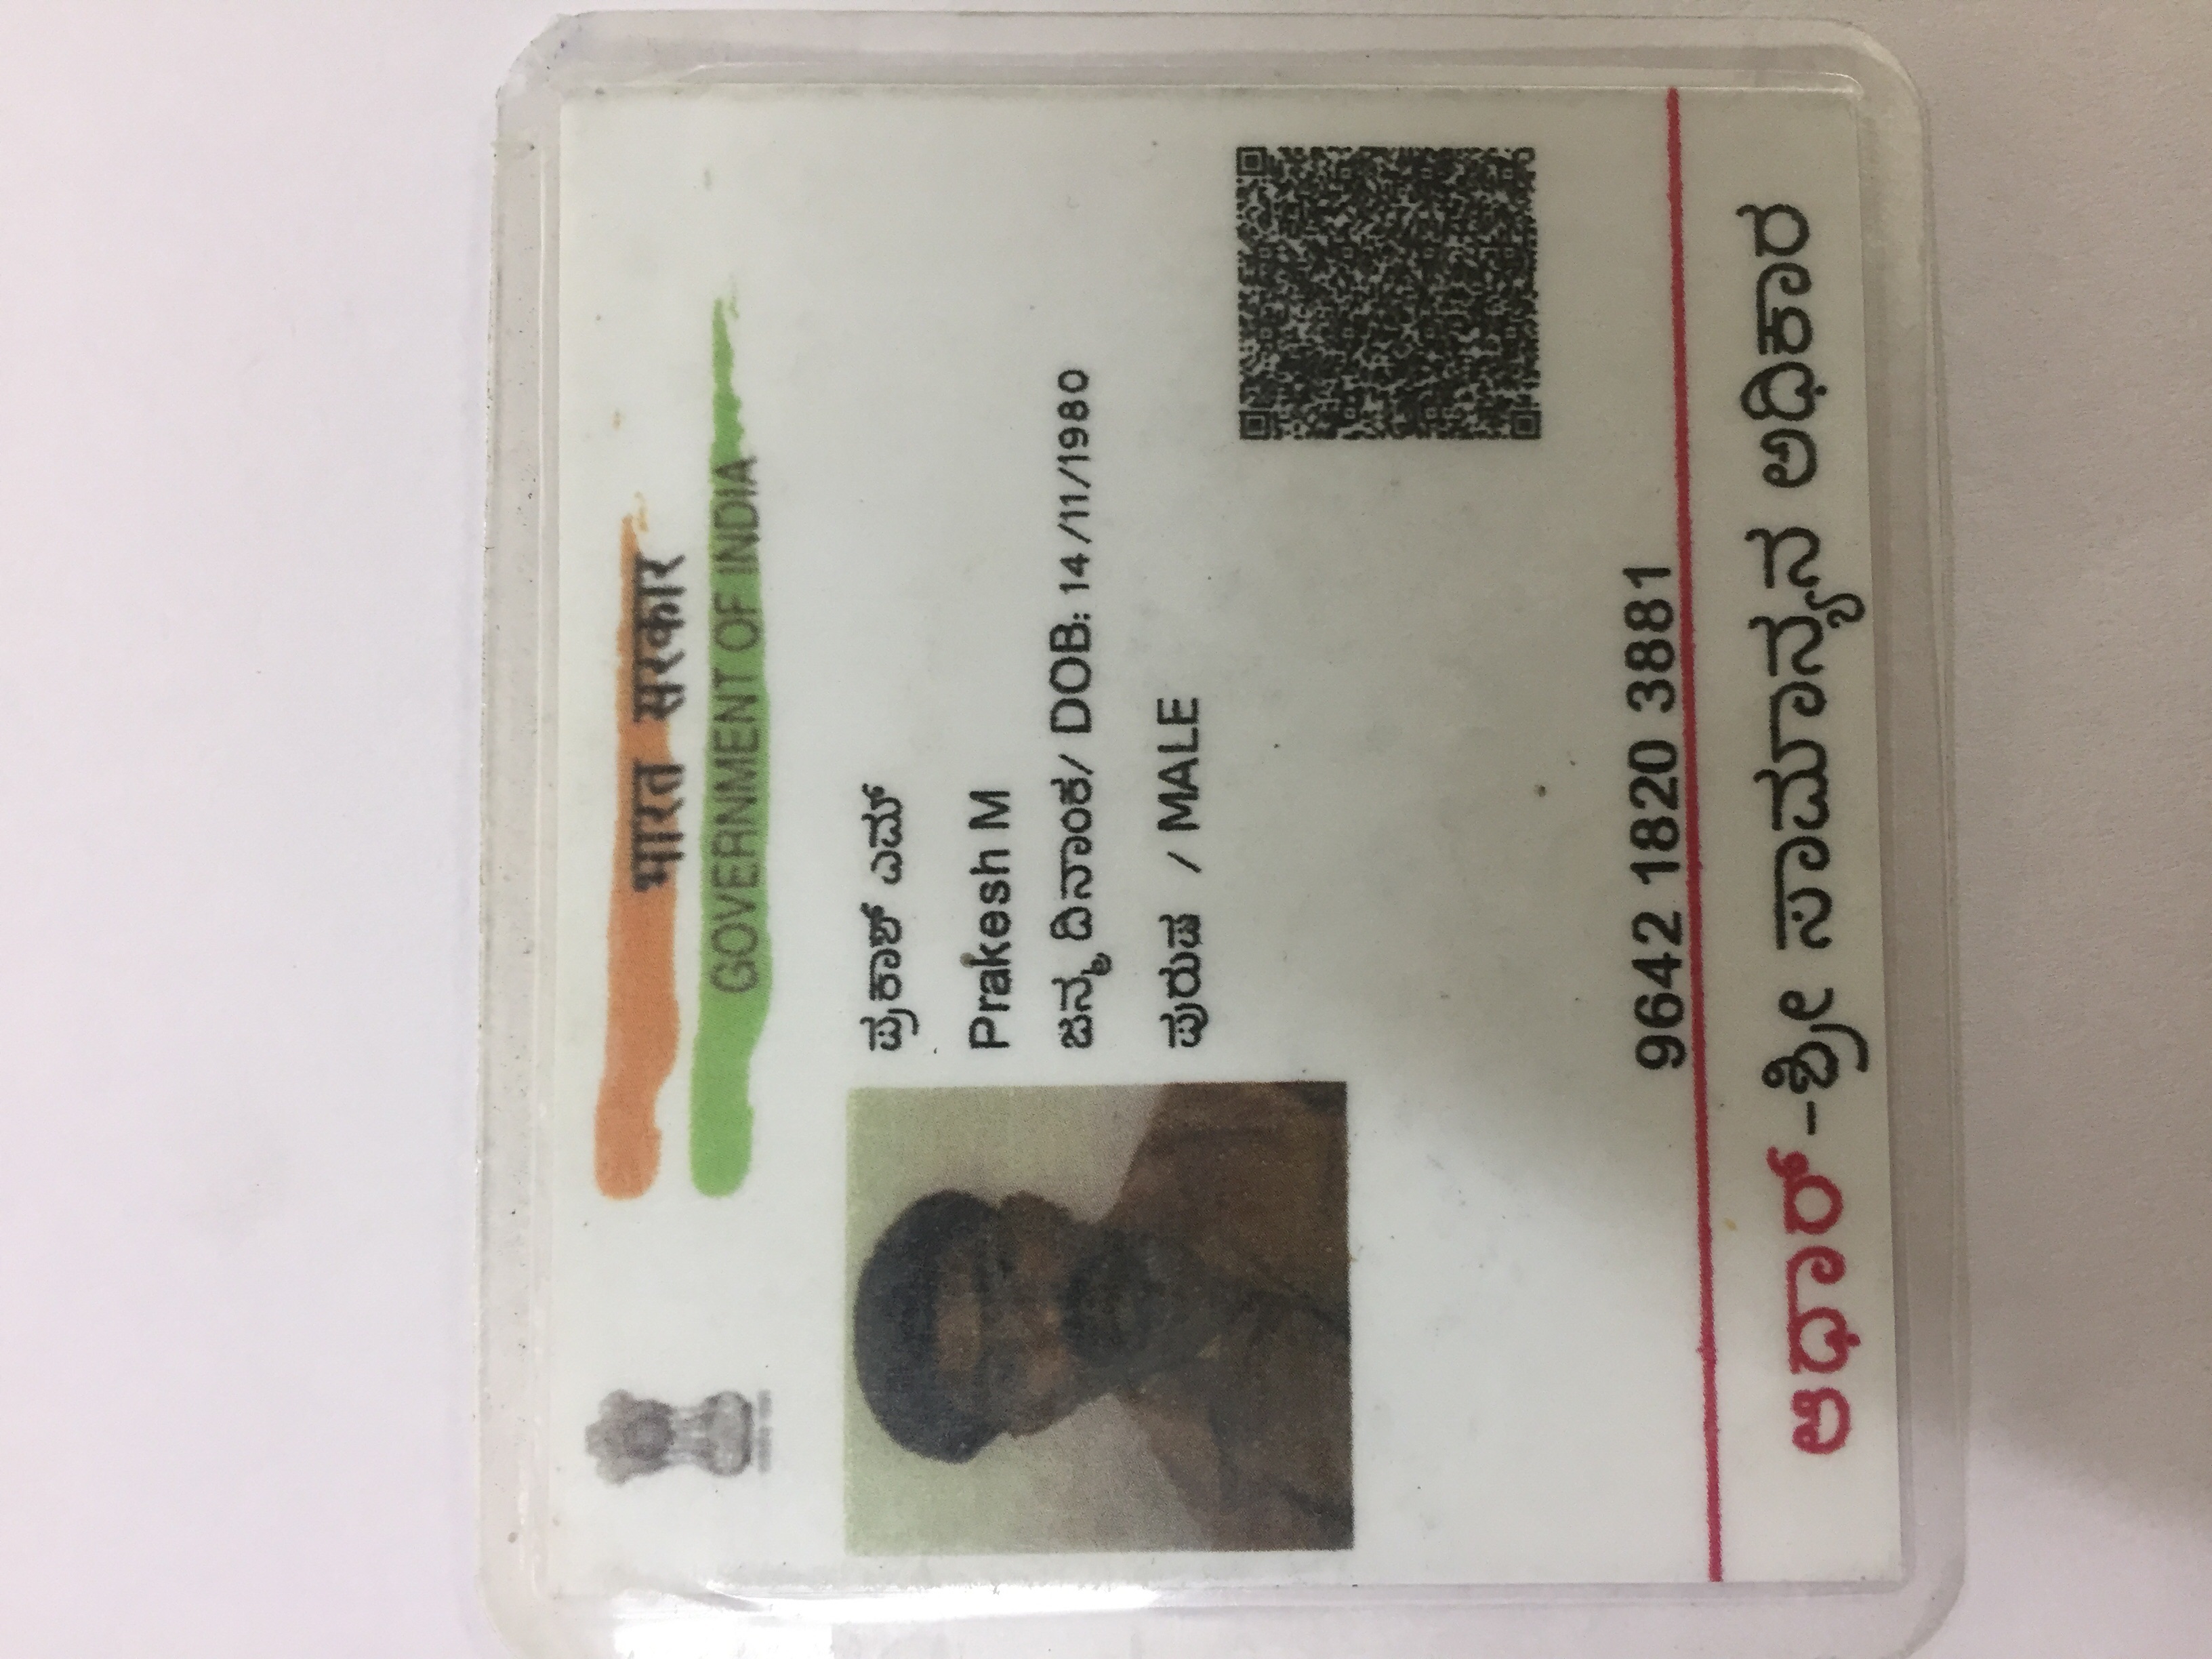 भारत सरकार
GOVERNMENT OF INDIA
ಪ್ರಕಾಶ್ ಎಮ್
Prakesh M
ಜನ್ಮ ದಿನಾಂಕ/ DOB: 14/11/1980
ಪುರುಷ / MALE
9642 1820 3881
ಆಧಾರ್-ಶ್ರೀ ಸಾಮಾನ್ಯನ ಅಧಿಕಾರ